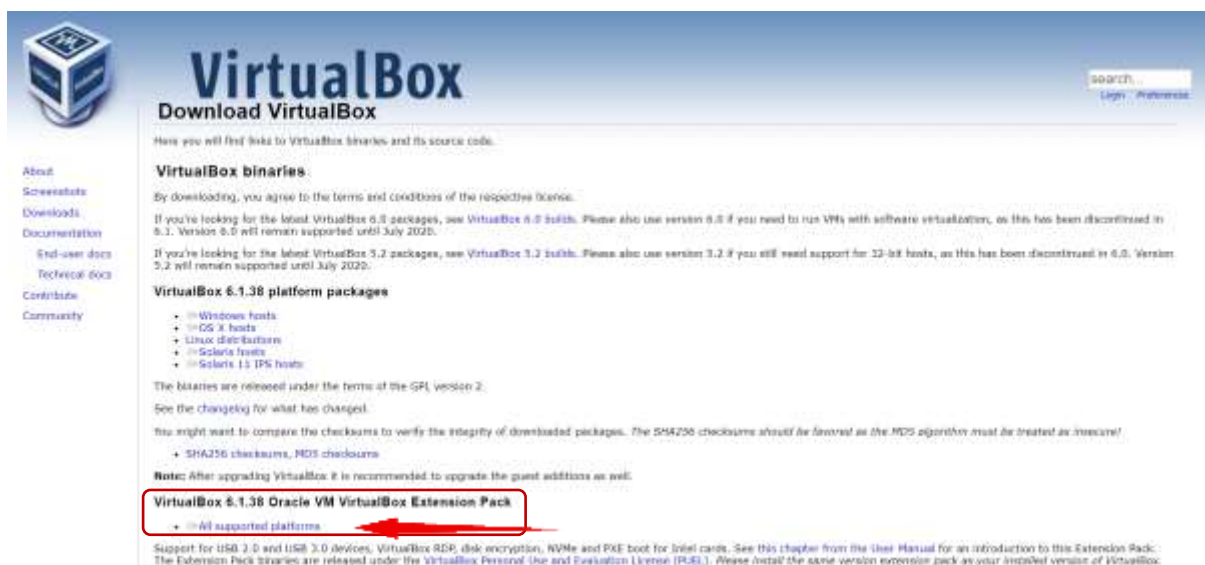 VirtualBox
search...
Login Preferences
Download VirtualBox
Here you will find links to VirtualBox binaries and its source code.
About
Screenshots
Downloads
Documentation
End-user docs
Technical docs
Contribute
Community
VirtualBox binaries
By downloading, you agree to the terms and conditions of the respective license.
If you're looking for the latest VirtualBox 6.0 packages, see VirtualBox 6.0 builds. Please also use version 6.0 if you need to run VMs with software virtualization, as this has been discontinued in
6.1. Version 6.0 will remain supported until July 2020.
If you're looking for the latest VirtualBox 5.2 packages, see VirtualBox 5.2 builds. Please also use version 5.2 if you still need support for 32-bit hosts, as this has been discontinued in 6.0. Version
5.2 will remain supported until July 2020.
VirtualBox 6.1.38 platform packages
Windows hosts
OS X hosts
Linux distributions
Solaris hosts
Solaris 11 IPS hosts
The binaries are released under the terms of the GPL version 2.
See the changelog for what has changed.
You might want to compare the checksums to verify the integrity of downloaded packages. The SHA256 checksums should be favored as the MD5 algorithm must be treated as insecure!
SHA256 checksums, MD5 checksums
Note: After upgrading VirtualBox it is recommended to upgrade the guest additions as well.
VirtualBox 6.1.38 Oracle VM VirtualBox Extension Pack
All supported platforms
Support for USB 2.0 and USB 3.0 devices, VirtualBox RDP, disk encryption, NVMe and PXE boot for Intel cards. See this chapter from the User Manual for an introduction to this Extension Pack.
The Extension Pack binaries are released under the VirtualBox Personal Use and Evaluation License (PUEL). Please install the same version extension pack as your installed version of VirtualBox.